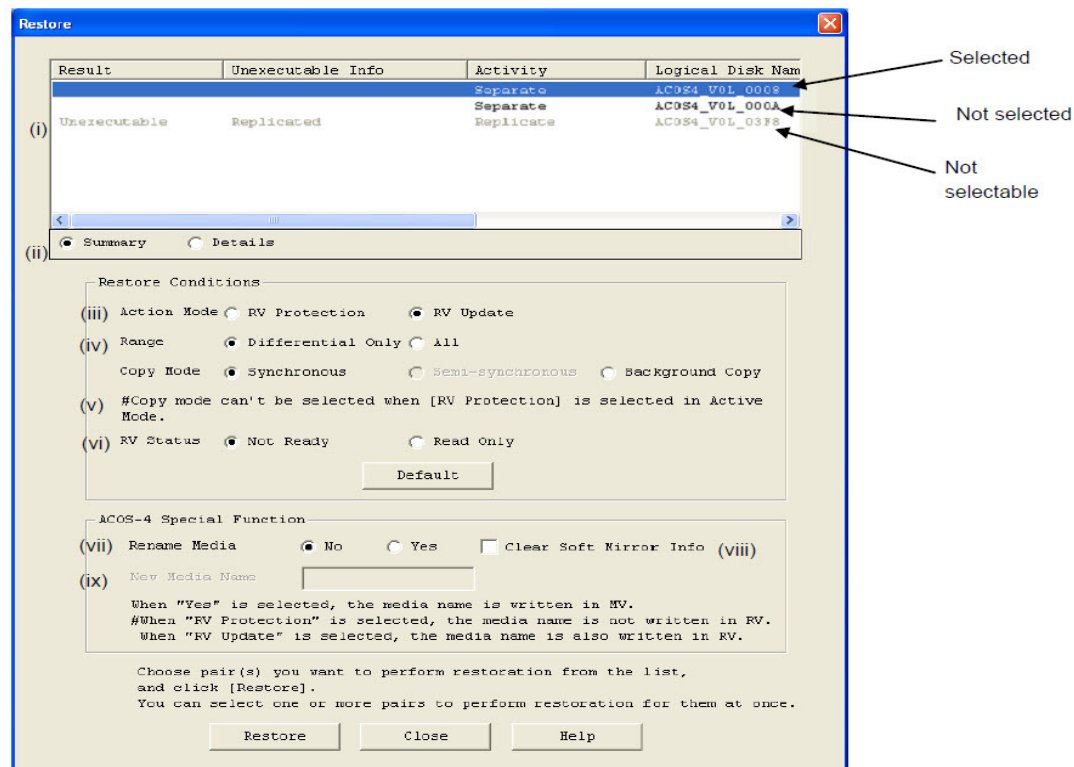 Restore
Result Unexecutable Info Activity Logical Disk Nam
Separate ACOS4_VOL_0008
Separate ACOS4_VOL_000A
Unexecutable Replicated Replicate ACOS4_VOL_03F8
Selected
Not selected
Not
selectable
(i)
(ii) Summary Details
Restore Conditions
(iii) Action Mode RV Protection RV Update
(iv) Range Differential Only All
Copy Mode Synchronous Semi-synchronous Background Copy
(v) #Copy mode can't be selected when [RV Protection] is selected in Active
Mode.
(vi) RV Status Not Ready Read Only
Default
ACOS-4 Special Function
(vii) Rename Media No Yes Clear Soft Mirror Info (viii)
(ix) New Media Name
When "Yes" is selected, the media name is written in MV.
#When "RV Protection" is selected, the media name is not written in RV.
When "RV Update" is selected, the media name is also written in RV.
Choose pair(s) you want to perform restoration from the list,
and click [Restore].
You can select one or more pairs to perform restoration for them at once.
Restore Close Help